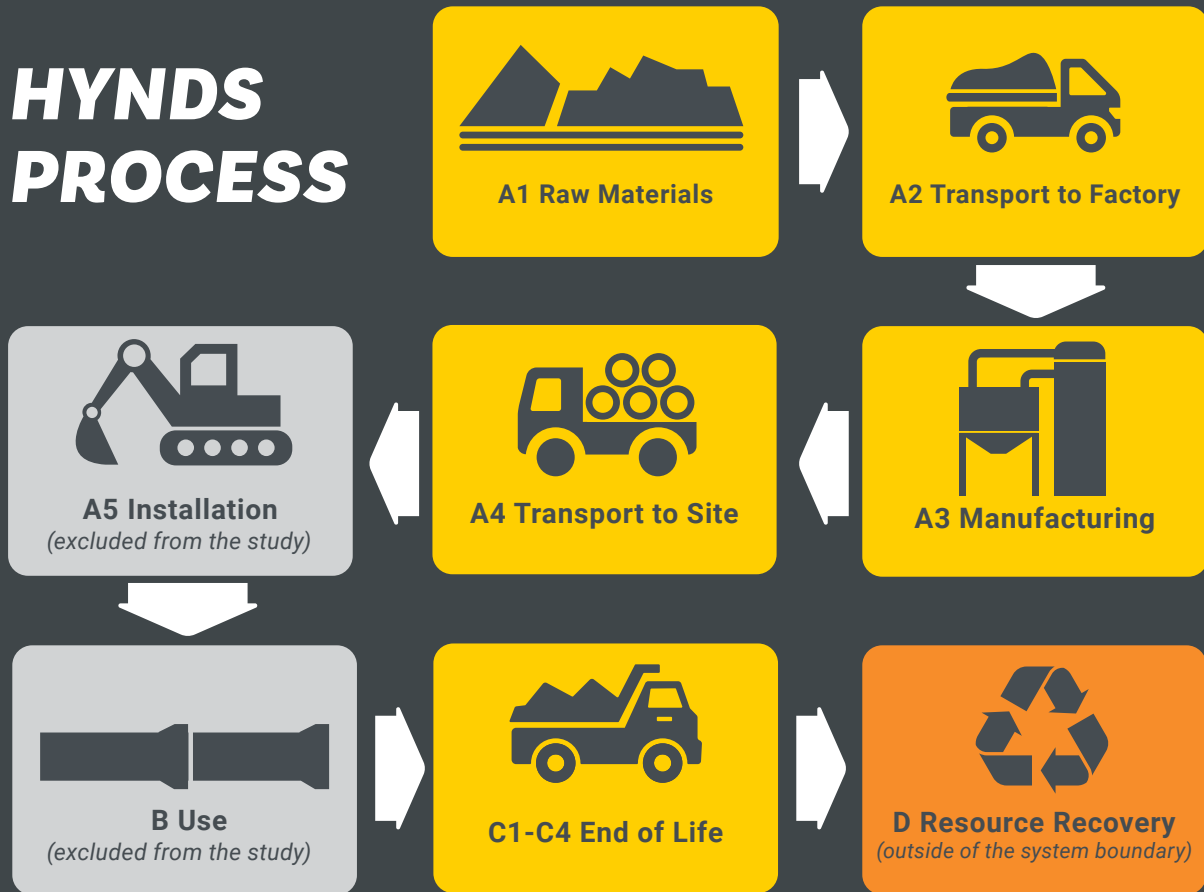 HYNDS
PROCESS
A1 Raw Materials
A2 Transport to Factory
A3 Manufacturing
A4 Transport to Site
A5 Installation
(excluded from the study)
B Use
(excluded from the study)
C1-C4 End of Life
D Resource Recovery
(outside of the system boundary)